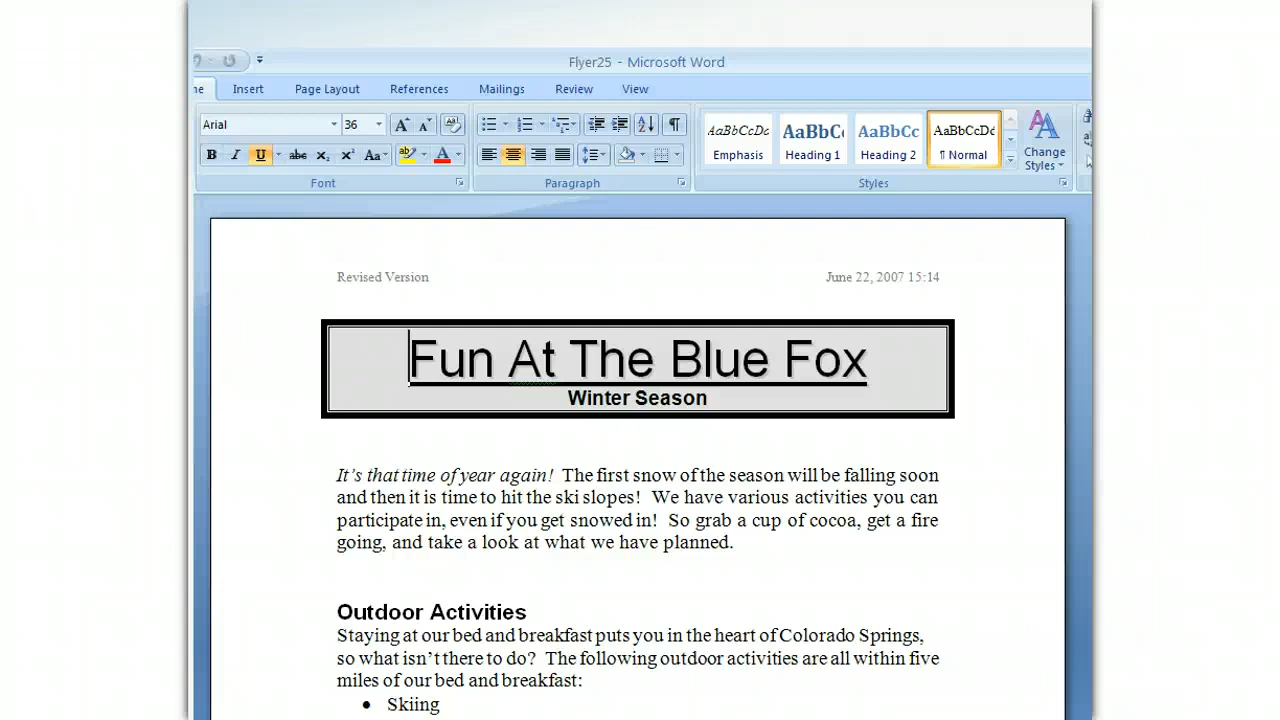 Flyer25 - Microsoft Word
Insert Page Layout References Mailings Review View
Arial 36
AaBbCcDc AaBbC AaBbCc AaBbCcDc
B I U abc X₂ X² Aa
Emphasis Heading 1 Heading 2 ¶ Normal Change Styles
Font Paragraph Styles
Revised Version June 22, 2007 15:14
Fun At The Blue Fox
Winter Season
It's that time of year again! The first snow of the season will be falling soon
and then it is time to hit the ski slopes! We have various activities you can
participate in, even if you get snowed in! So grab a cup of cocoa, get a fire
going, and take a look at what we have planned.
Outdoor Activities
Staying at our bed and breakfast puts you in the heart of Colorado Springs,
so what isn't there to do? The following outdoor activities are all within five
miles of our bed and breakfast:
• Skiing